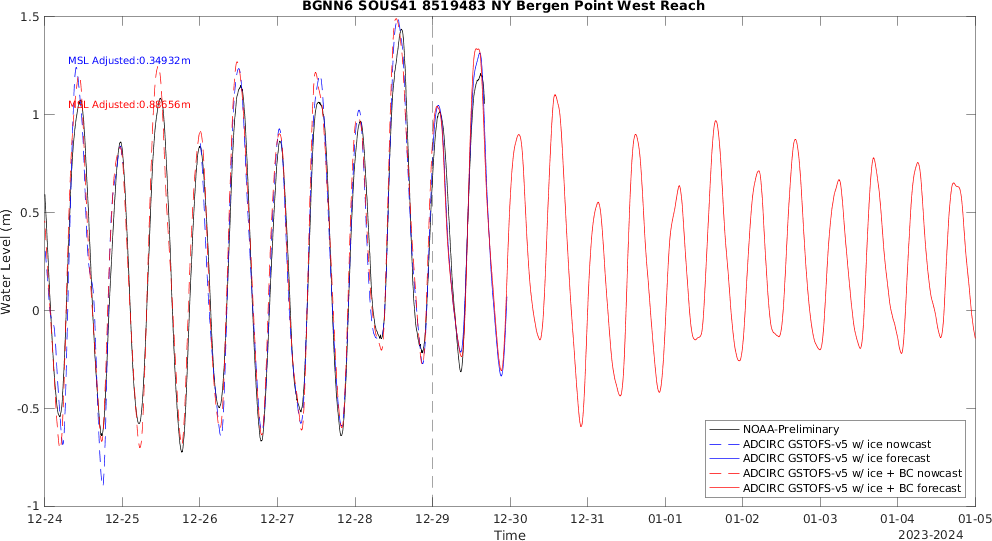 BGNN6 SOUS41 8519483 NY Bergen Point West Reach
1.5
MSL Adjusted:0.34932m
MSL Adjusted:0.88656m
1
0.5
Water Level (m)
0
-0.5
-1
NOAA-Preliminary
ADCIRC GSTOFS-v5 w/ ice nowcast
ADCIRC GSTOFS-v5 w/ ice forecast
ADCIRC GSTOFS-v5 w/ ice + BC nowcast
ADCIRC GSTOFS-v5 w/ ice + BC forecast
12-24 12-25 12-26 12-27 12-28 12-29 12-30 12-31 01-01 01-02 01-03 01-04 01-05
Time
2023-2024